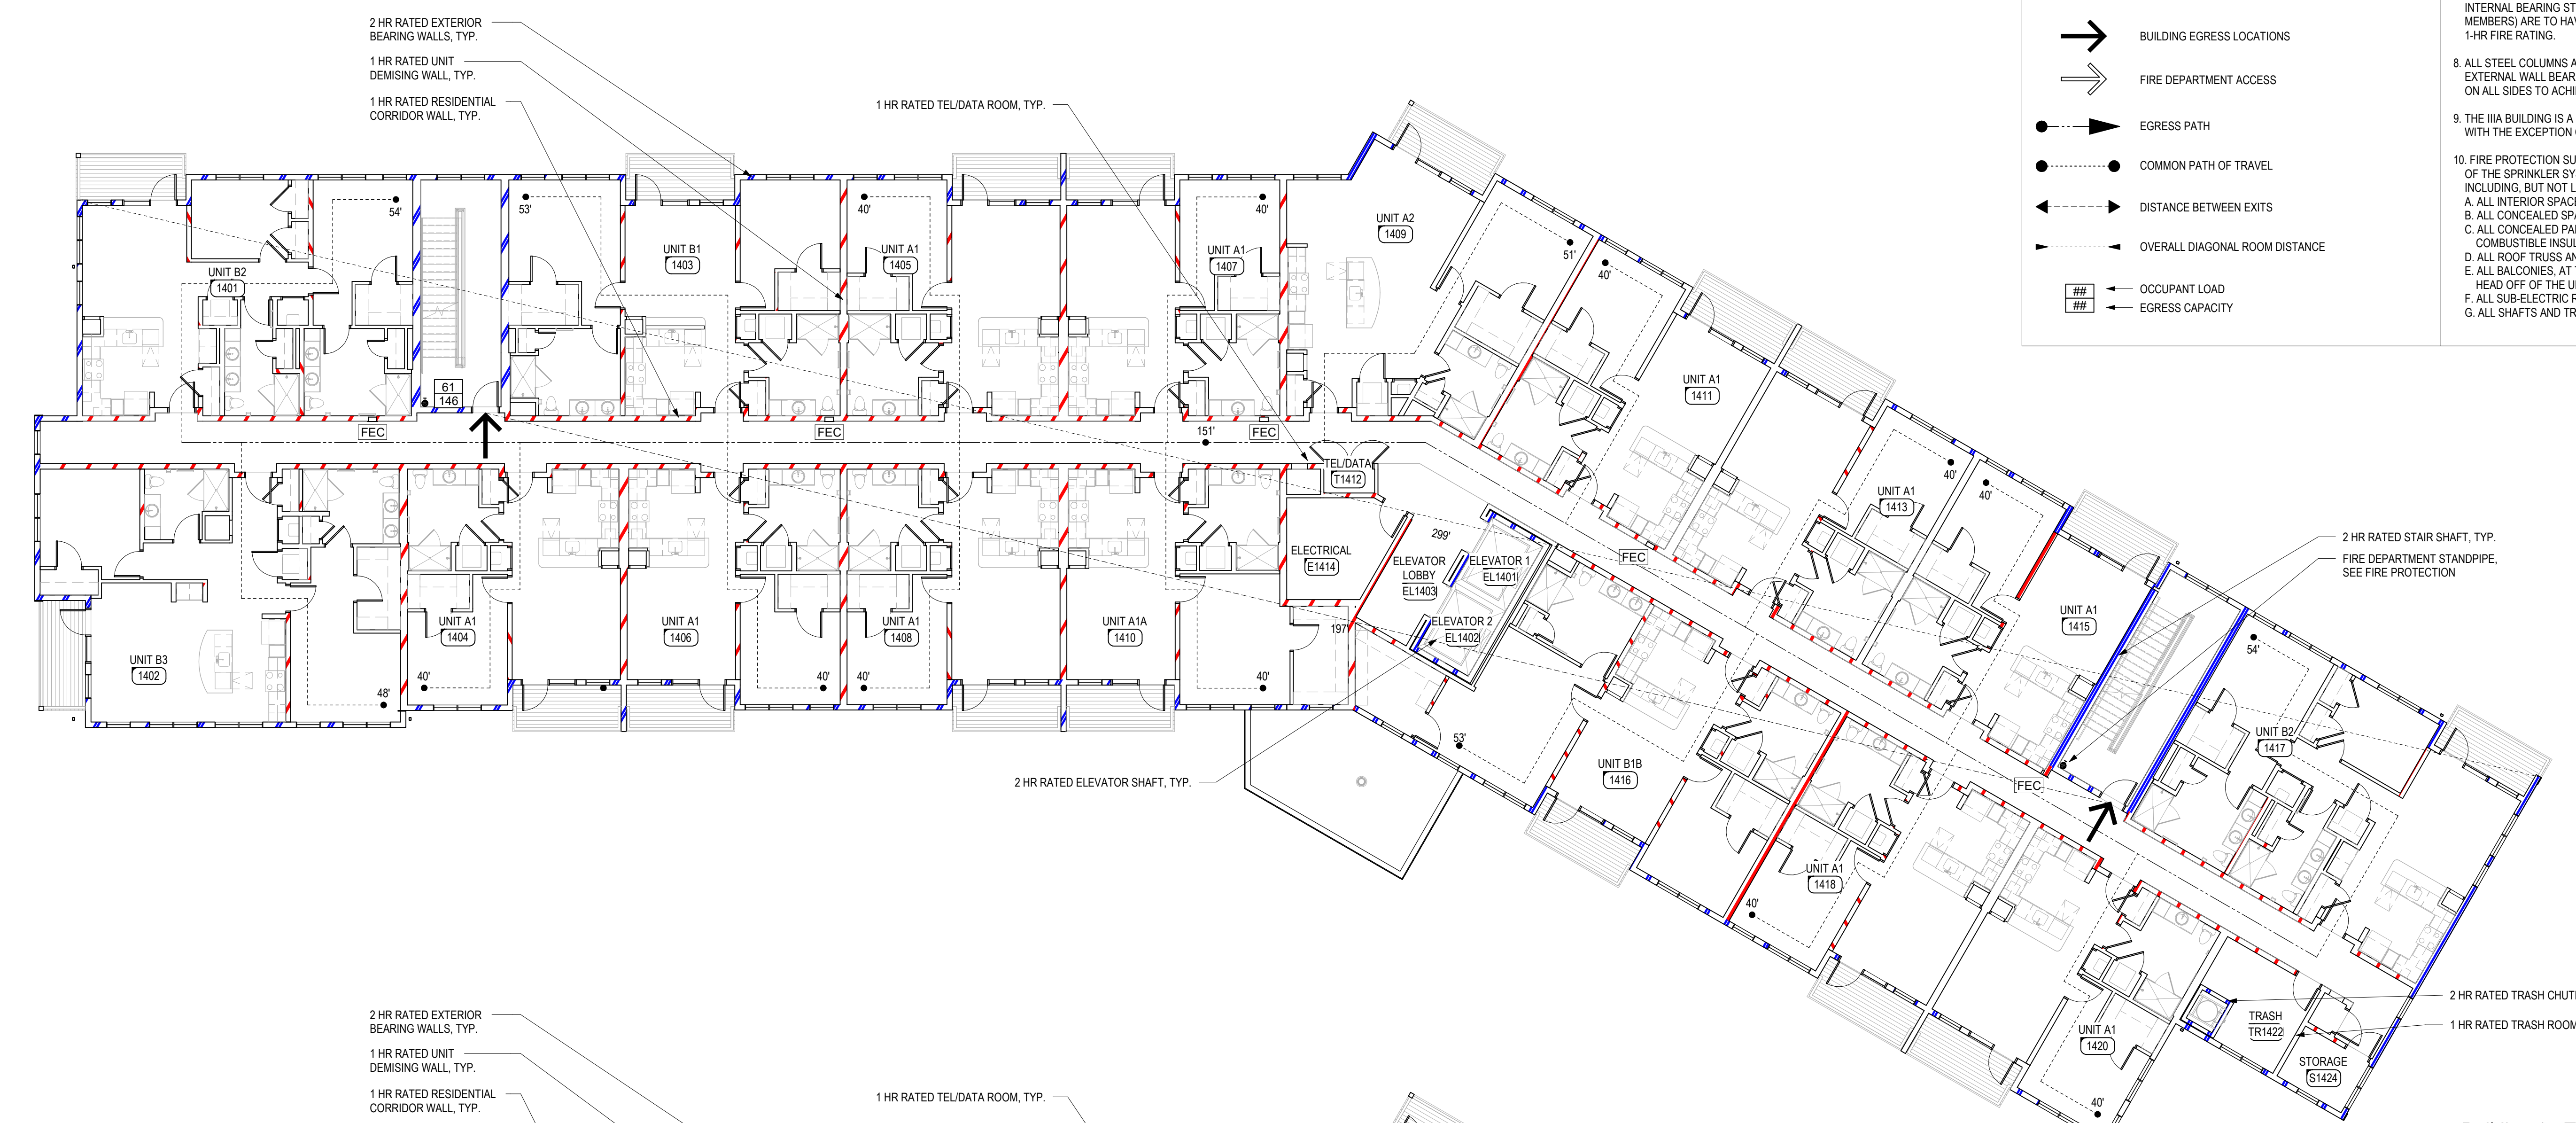 2 HR RATED EXTERIOR
BEARING WALLS, TYP.
1 HR RATED UNIT
DEMISING WALL, TYP.
1 HR RATED RESIDENTIAL
CORRIDOR WALL, TYP.
1 HR RATED TEL/DATA ROOM, TYP.
BUILDING EGRESS LOCATIONS
FIRE DEPARTMENT ACCESS
EGRESS PATH
COMMON PATH OF TRAVEL
DISTANCE BETWEEN EXITS
OVERALL DIAGONAL ROOM DISTANCE
##
##
OCCUPANT LOAD
EGRESS CAPACITY
INTERNAL BEARING
MEMBERS) ARE TO
1-HR FIRE RATING.
8. ALL STEEL COLUMNS
EXTERNAL WALL
ON ALL SIDES TO
9. THE IIIA BUILDING IS A
WITH THE EXCEPTION
10. FIRE PROTECTION
OF THE SPRINKLER
INCLUDING, BUT NOT
A. ALL INTERIOR
B. ALL CONCEALED
C. ALL CONCEALED
COMBUSTIBLE
D. ALL ROOF TRUSS
E. ALL BALCONIES, AT
HEAD OFF OF THE
F. ALL SUB-ELECTRIC
G. ALL SHAFTS AND
54'
53'
40'
40'
UNIT B2
1401
UNIT B1
1403
UNIT A1
1405
UNIT A1
1407
UNIT A2
1409
51'
40'
UNIT A1
1411
61
146
FEC
FEC
151'
FEC
TEL/DATA
T1412
40'
40'
UNIT A1
1413
299'
ELECTRICAL
E1414
ELEVATOR
LOBBY
EL1403
ELEVATOR 1
EL1401
ELEVATOR 2
EL1402
FEC
2 HR RATED STAIR SHAFT, TYP.
FIRE DEPARTMENT STANDPIPE,
SEE FIRE PROTECTION
UNIT A1
1415
54'
UNIT B3
1402
48'
UNIT A1
1404
40'
UNIT A1
1406
40'
UNIT A1
1408
40'
UNIT A1A
1410
40'
197'
53'
UNIT B1B
1416
UNIT B2
1417
2 HR RATED ELEVATOR SHAFT, TYP.
FEC
UNIT A1
1418
40'
2 HR RATED TRASH
1 HR RATED TRASH ROOM
TRASH
TR1422
UNIT A1
1420
STORAGE
S1424
40'
2 HR RATED EXTERIOR
BEARING WALLS, TYP.
1 HR RATED UNIT
DEMISING WALL, TYP.
1 HR RATED RESIDENTIAL
CORRIDOR WALL, TYP.
1 HR RATED TEL/DATA ROOM, TYP.